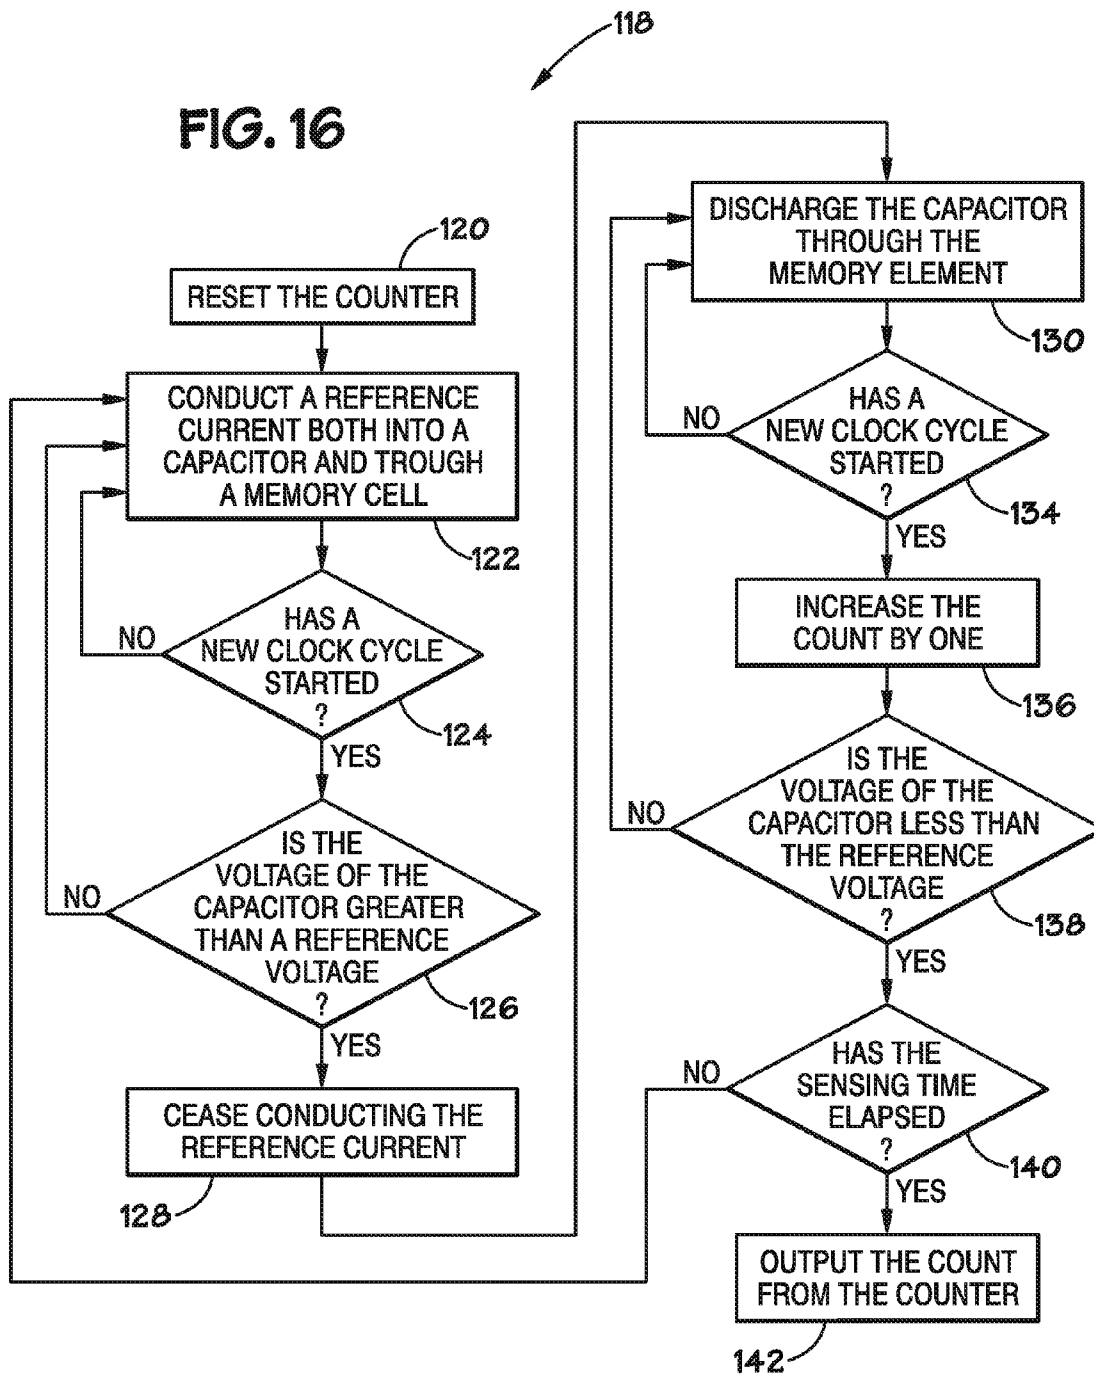 118
FIG. 16
120
RESET THE COUNTER
CONDUCT A REFERENCE
CURRENT BOTH INTO A
CAPACITOR AND TROUGH
A MEMORY CELL
122
HAS A
NEW CLOCK CYCLE
STARTED
?
NO
124
YES
IS THE
VOLTAGE OF THE
CAPACITOR GREATER
THAN A REFERENCE
VOLTAGE
?
NO
126
YES
CEASE CONDUCTING THE
REFERENCE CURRENT
128
DISCHARGE THE CAPACITOR
THROUGH THE
MEMORY ELEMENT
130
HAS A
NEW CLOCK CYCLE
STARTED
?
NO
134
YES
INCREASE THE
COUNT BY ONE
136
IS THE
VOLTAGE OF THE
CAPACITOR LESS THAN
THE REFERENCE
VOLTAGE
?
NO
138
YES
HAS THE
SENSING TIME
ELAPSED
?
NO
140
YES
OUTPUT THE COUNT
FROM THE COUNTER
142